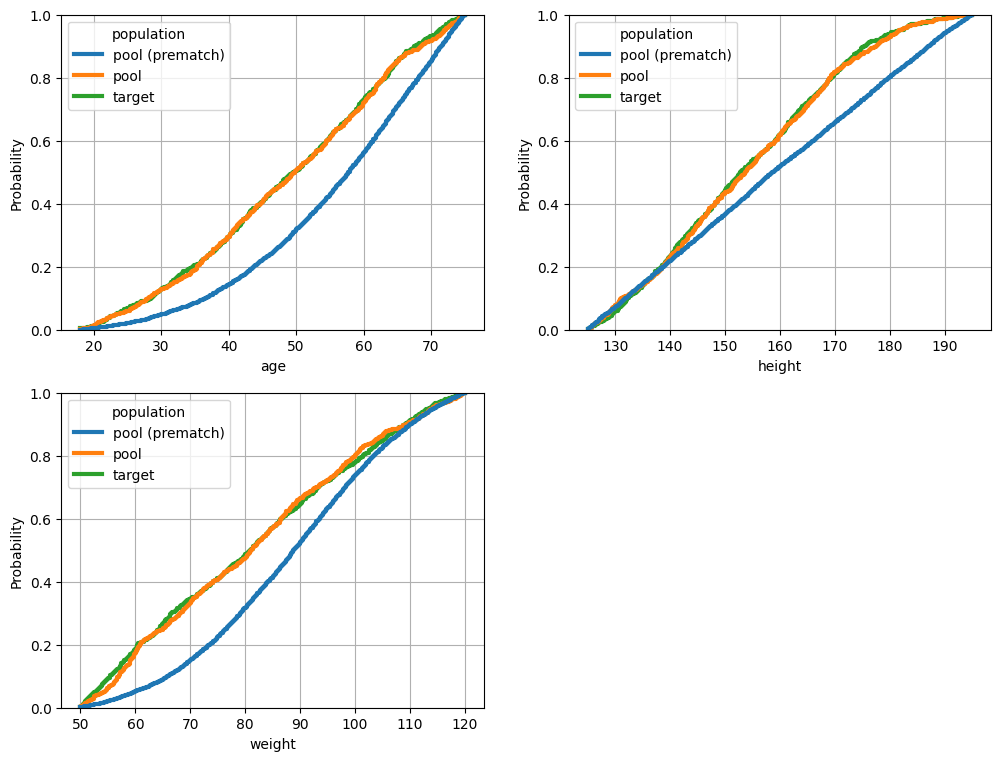 1.0
0.8
0.6
0.4
0.2
0.0
Probability
population
pool (prematch)
pool
target
20 30 40 50 60 70
age
1.0
0.8
0.6
0.4
0.2
0.0
Probability
population
pool (prematch)
pool
target
130 140 150 160 170 180 190
height
1.0
0.8
0.6
0.4
0.2
0.0
Probability
population
pool (prematch)
pool
target
50 60 70 80 90 100 110 120
weight